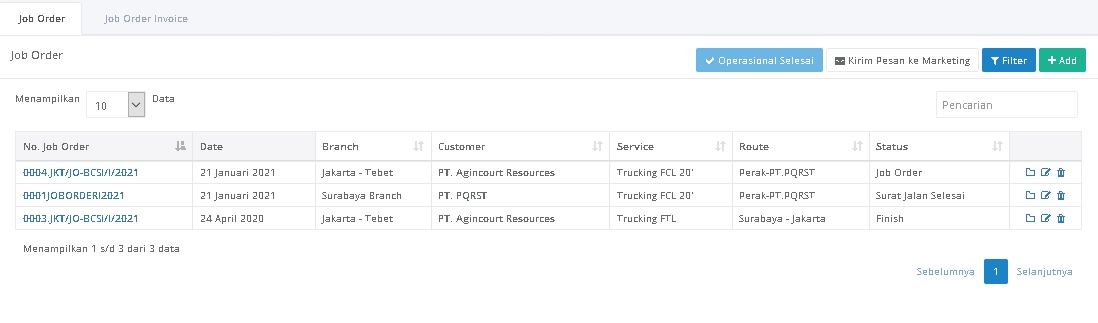 Job Order Job Order Invoice
Job Order
Operasional Selesai Kirim Pesan ke Marketing Filter Add
Menampilkan 10 Data Pencarian
No. Job Order Date Branch Customer Service Route Status
0004.JKT/JO-BCSI/I/2021 21 Januari 2021 Jakarta - Tebet PT. Agincourt Resources Trucking FCL 20' Perak-PT.PQRST Job Order
0001JOBORDERI2021 21 Januari 2021 Surabaya Branch PT. PQRST Trucking FCL 20' Perak-PT.PQRST Surat Jalan Selesai
0003.JKT/JO-BCSI/I/2021 24 April 2020 Jakarta - Tebet PT. Agincourt Resources Trucking FTL Surabaya - Jakarta Finish
Menampilkan 1 s/d 3 dari 3 data
Sebelumnya 1 Selanjutnya